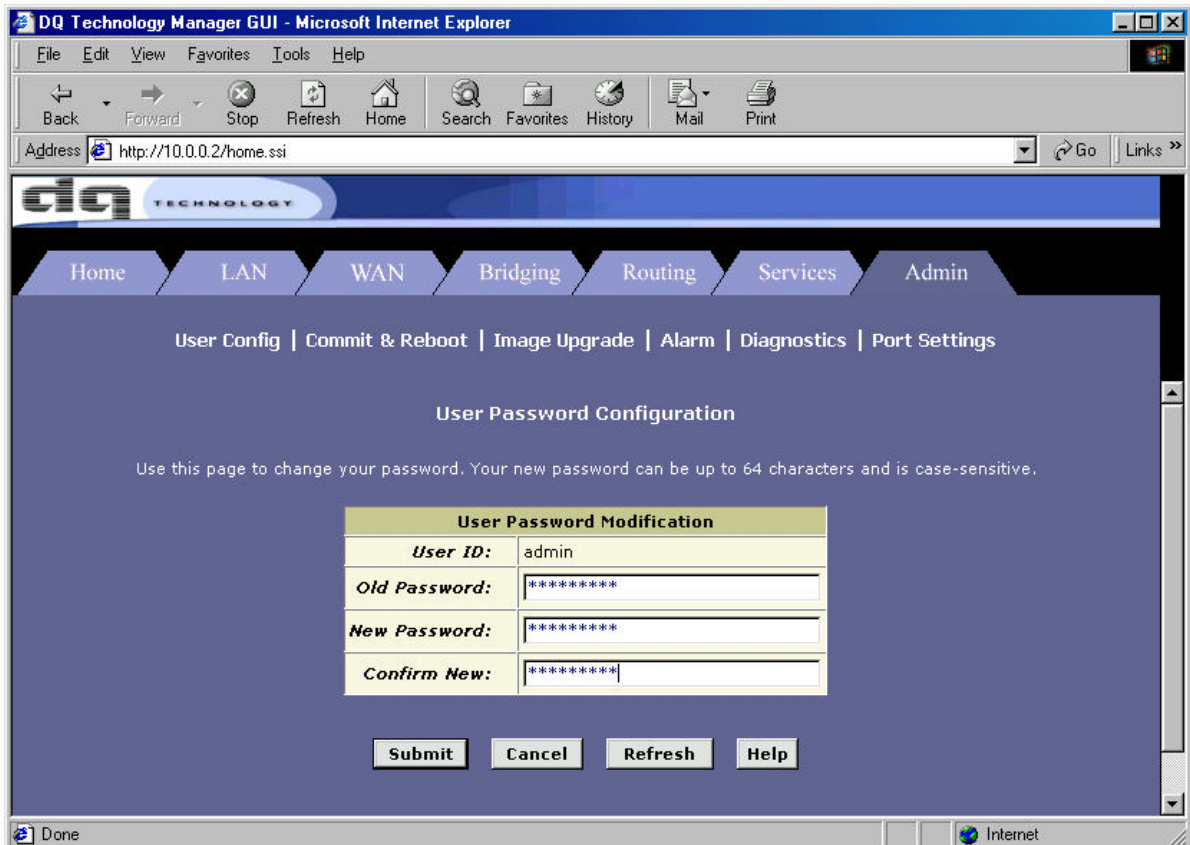 DQ Technology Manager GUI - Microsoft Internet Explorer
File Edit View Favorites Tools Help
Back Forward Stop Refresh Home Search Favorites History Mail Print
Address http://10.0.0.2/home.ssi Go Links »
dq TECHNOLOGY
Home LAN WAN Bridging Routing Services Admin
User Config | Commit & Reboot | Image Upgrade | Alarm | Diagnostics | Port Settings
User Password Configuration
Use this page to change your password. Your new password can be up to 64 characters and is case-sensitive.
User Password Modification
User ID: admin
Old Password: *********
New Password: *********
Confirm New: *********
Submit Cancel Refresh Help
Done Internet